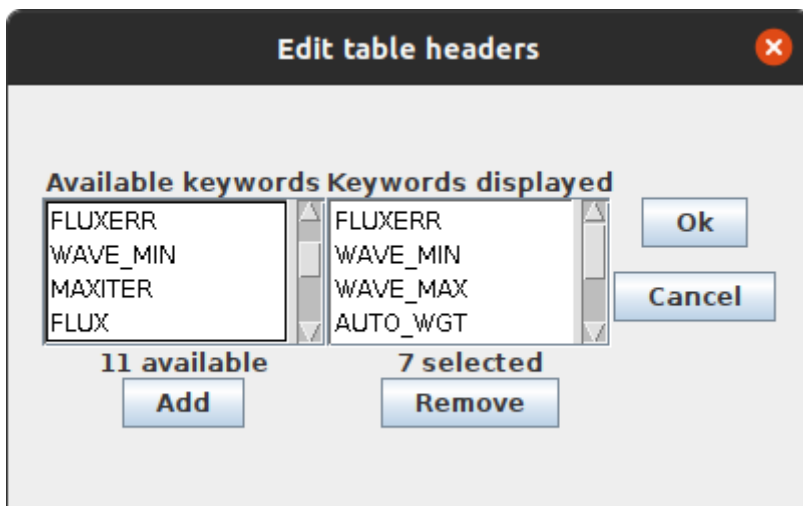 Edit table headers
Available keywords Keywords displayed
FLUXERR
WAVE_MIN
MAXITER
FLUX
11 available
Add
FLUXERR
WAVE_MIN
WAVE_MAX
AUTO_WGT
7 selected
Remove
Ok
Cancel